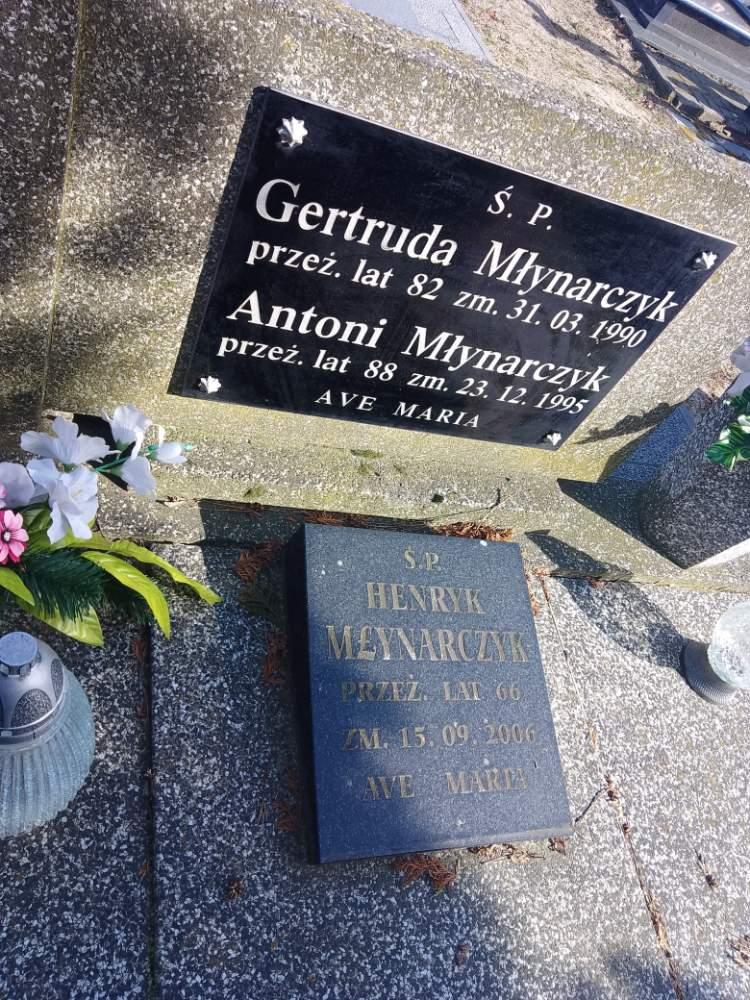 Ś. P.
Gertruda Młynarczyk
przeż. lat 82 zm. 31. 03. 1990
Antoni Młynarczyk
przeż. lat 88 zm. 23. 12. 1995
AVE MARIA
Ś.P.
HENRYK
MŁYNARCZYK
PRZEŻ. LAT 66
ZM. 15. 09. 2006
AVE MARIA